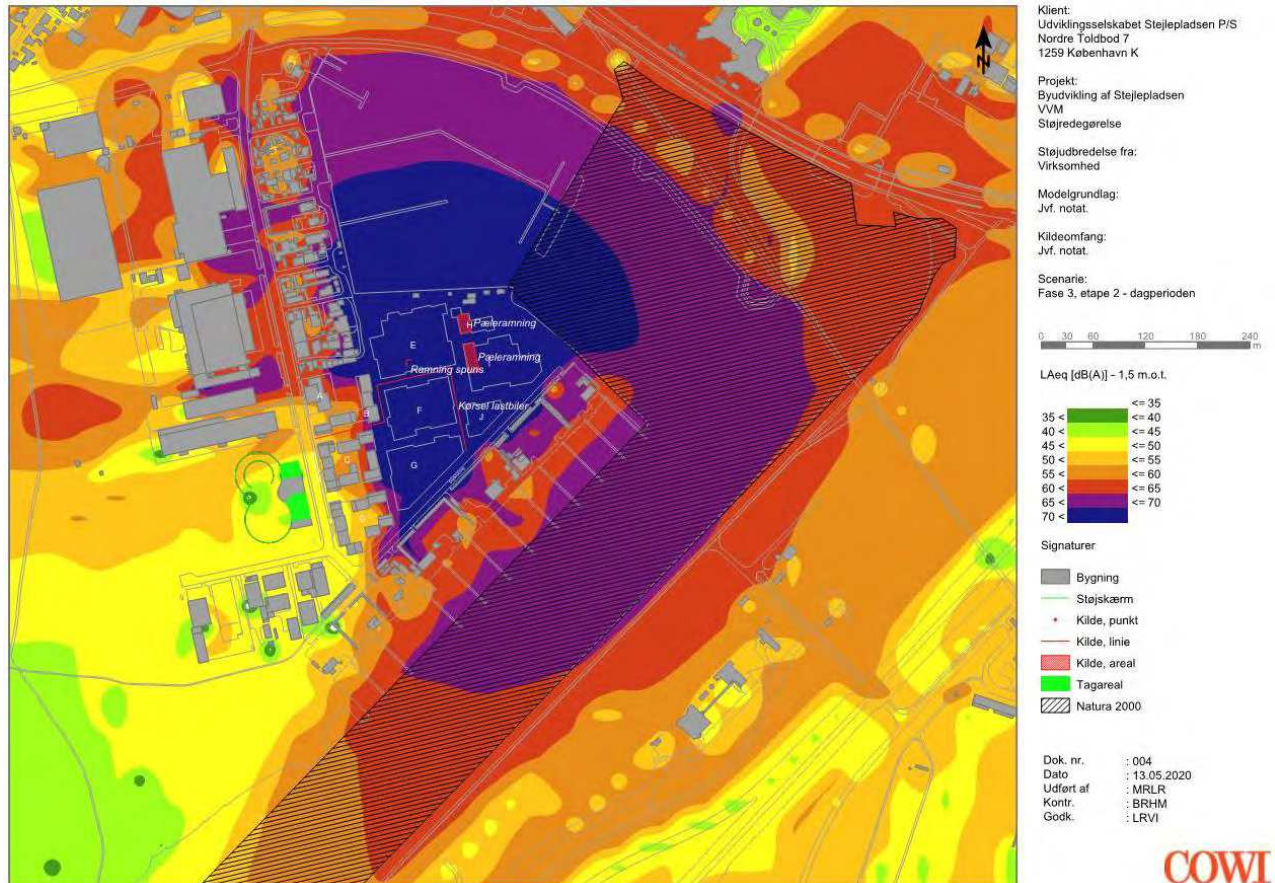 Klient:
Udviklingsselskabet Stejlepladsen P/S
Nordre Toldbod 7
1259 København K
Projekt:
Byudvikling af Stejlepladsen
VVM
Støjredegørelse
Støjudbredelse fra:
Virksomhed
Modelgrundlag:
Jvf. notat.
Kildeomfang:
Jvf. notat.
Scenarie:
Fase 3, etape 2 - dagperioden
0 30 60 120 180 240
m
LAeq [dB(A)] - 1,5 m.o.t.
<= 35
35 < <= 40
40 < <= 45
45 < <= 50
50 < <= 55
55 < <= 60
60 < <= 65
65 < <= 70
70 <
Signaturer
Bygning
Støjskærm
Kilde, punkt
Kilde, linie
Kilde, areal
Tagareal
Natura 2000
Dok. nr. : 004
Dato : 13.05.2020
Udført af : MRLR
Kontr. : BRHM
Godk. : LRVI
COWI
N
H Pæleramning
E
Pæleramning
Ramning spuns
A
B
F
Kørsel lastbiler
J
C
G